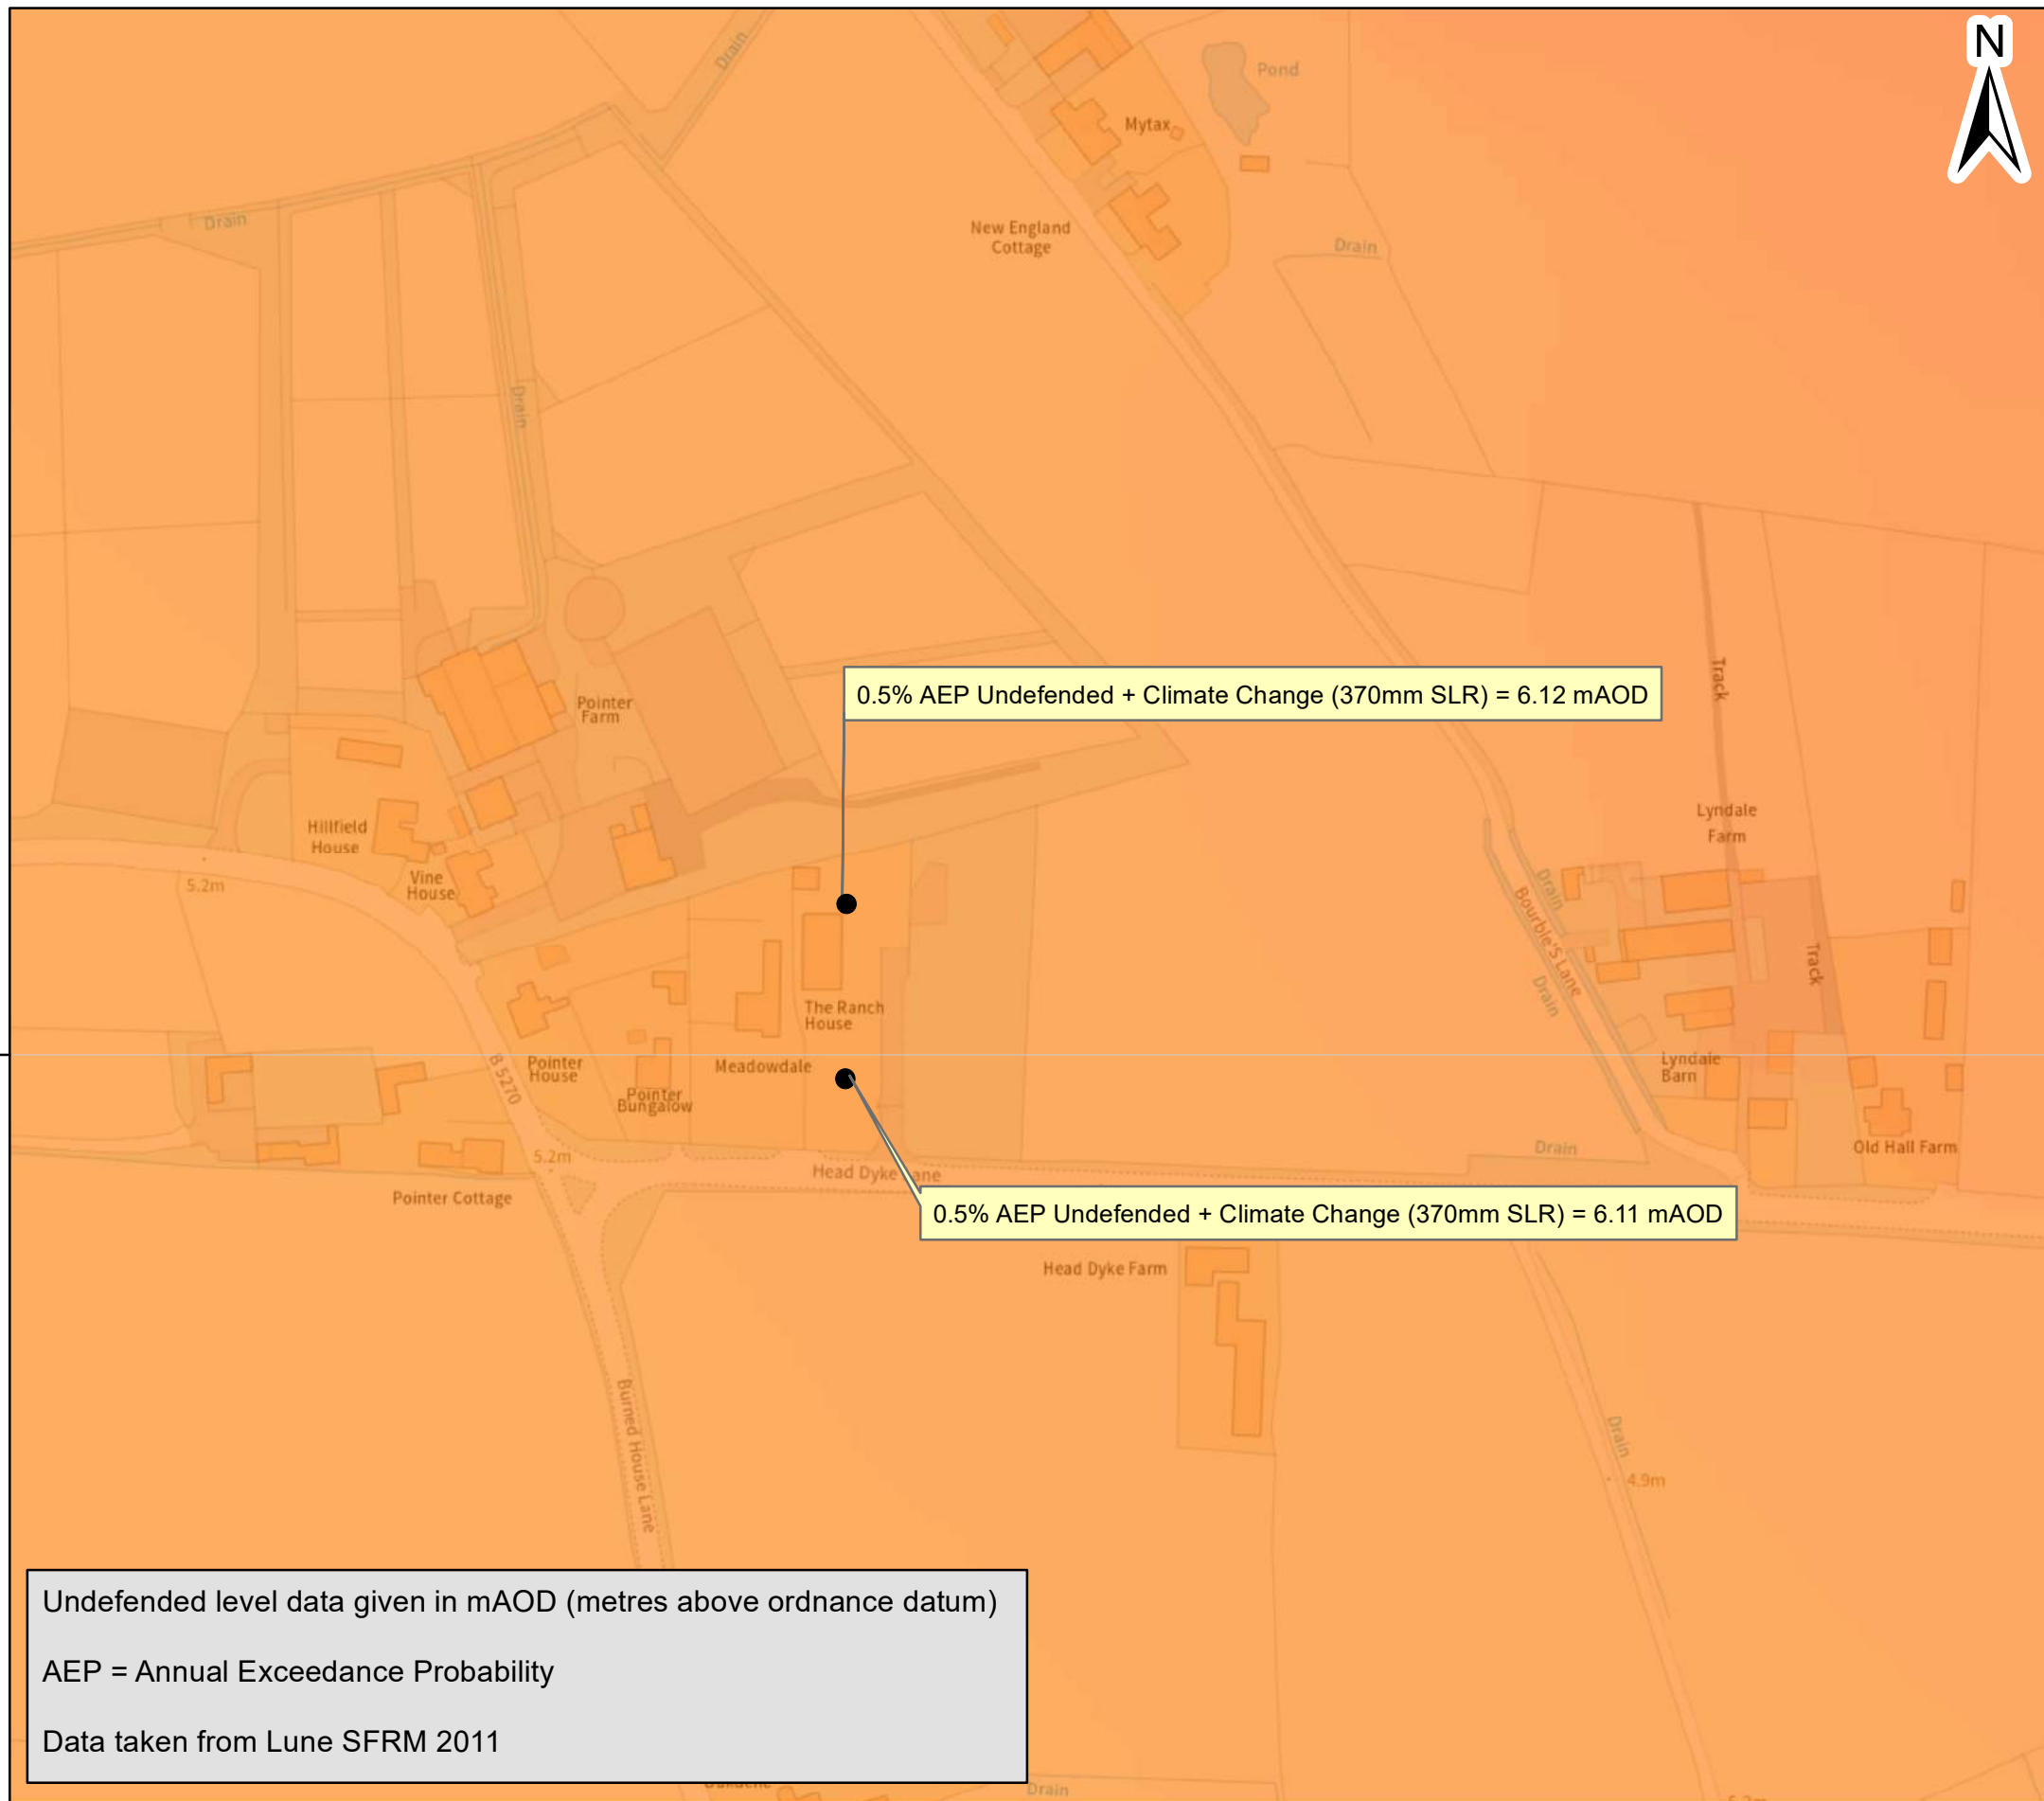 N
Drain
Pond
Mytax
Drain
New England
Cottage
Drain
Drain
Track
0.5% AEP Undefended + Climate Change (370mm SLR) = 6.12 mAOD
Pointer
Farm
Lyndale
Farm
Hillfield
House
Vine
House
5.2m
Drain
Bourble'S Lane
Track
Drain
The Ranch
House
Pointer
House
B 5270
Meadowdale
Lyndale
Barn
Pointer
Bungalow
5.2m
Drain
Old Hall Farm
Head Dyke Lane
Pointer Cottage
0.5% AEP Undefended + Climate Change (370mm SLR) = 6.11 mAOD
Head Dyke Farm
Burned House Lane
Drain
4.9m
Undefended level data given in mAOD (metres above ordnance datum)
AEP = Annual Exceedance Probability
Data taken from Lune SFRM 2011
Drain